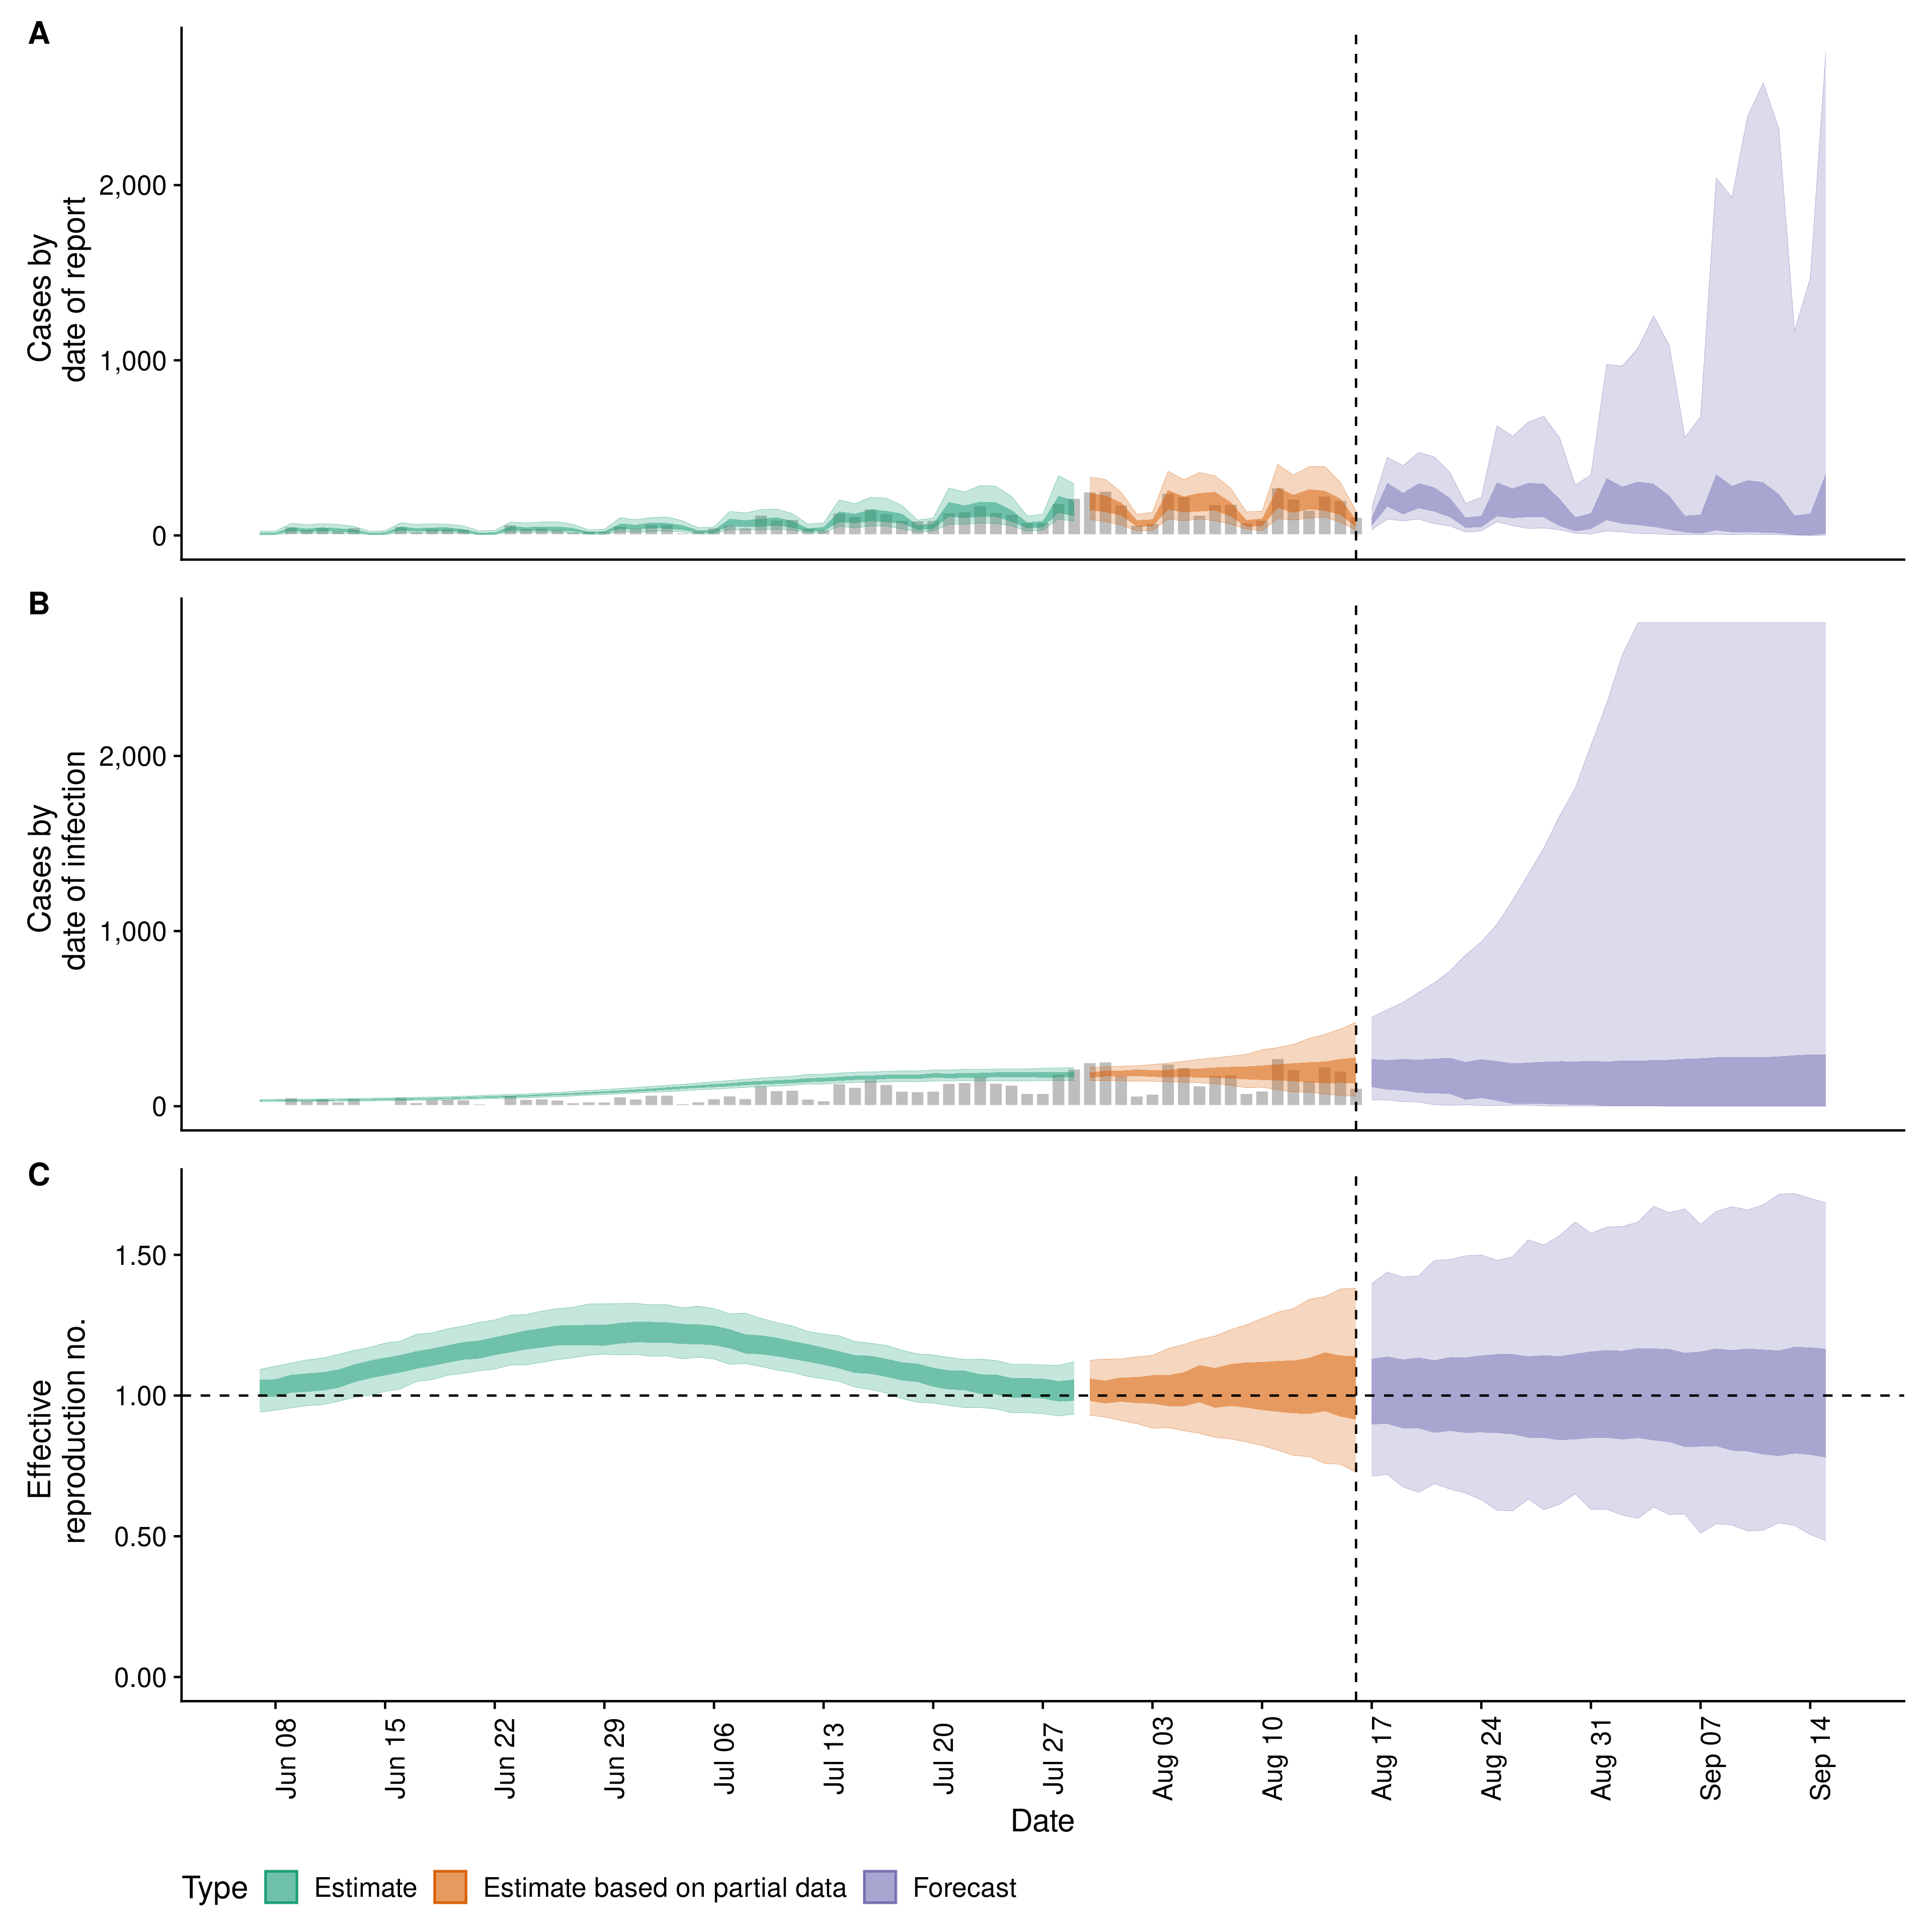 A
Cases by
date of report
2,000
1,000
0
B
Cases by
date of infection
2,000
1,000
0
C
Effective
reproduction no.
1.50
1.00
0.50
0.00
Jun 08
Jun 15
Jun 22
Jun 29
Jul 06
Jul 13
Jul 20
Jul 27
Aug 03
Aug 10
Aug 17
Aug 24
Aug 31
Sep 07
Sep 14
Date
Type Estimate Estimate based on partial data Forecast